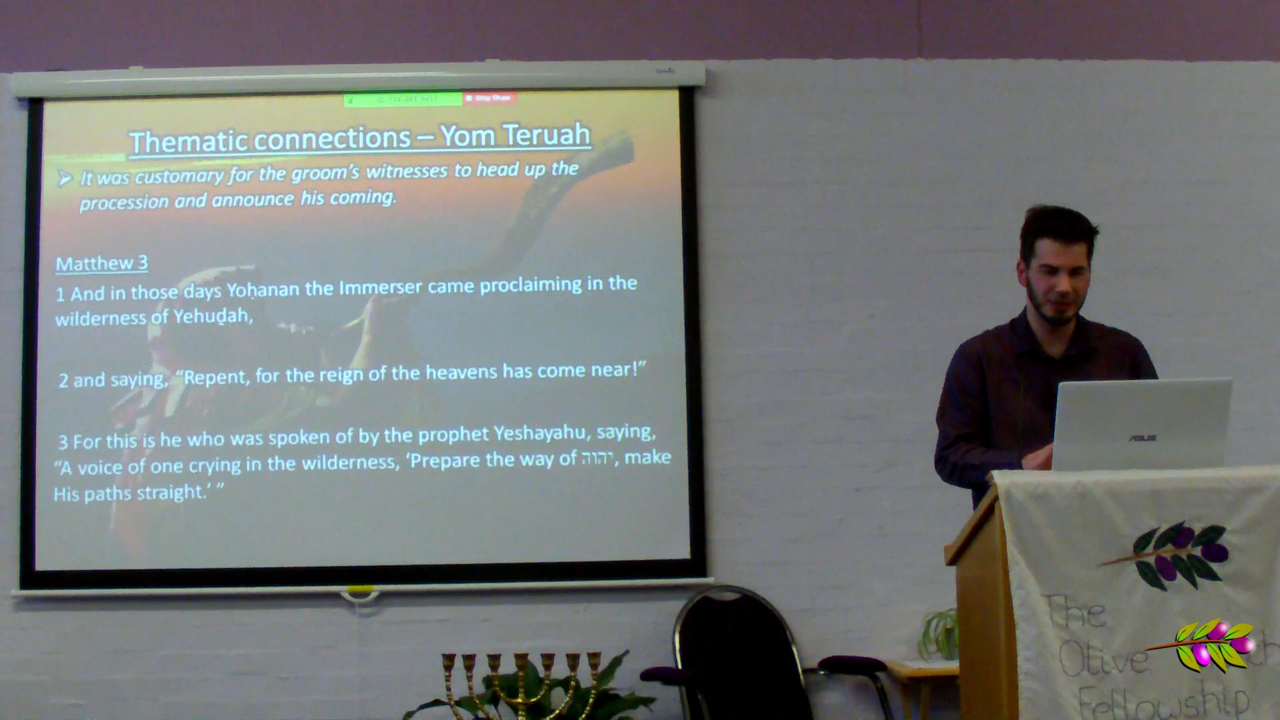 Stop Share
Thematic connections – Yom Teruah
It was customary for the groom's witnesses to head up the
procession and announce his coming.
Matthew 3
1 And in those days Yoḥanan the Immerser came proclaiming in the
wilderness of Yehuḏah,
2 and saying, “Repent, for the reign of the heavens has come near!”
3 For this is he who was spoken of by the prophet Yeshayahu, saying,
“A voice of one crying in the wilderness, ‘Prepare the way of יהוה, make
His paths straight.’ ”
ASUS
The
Olive
Fellowship